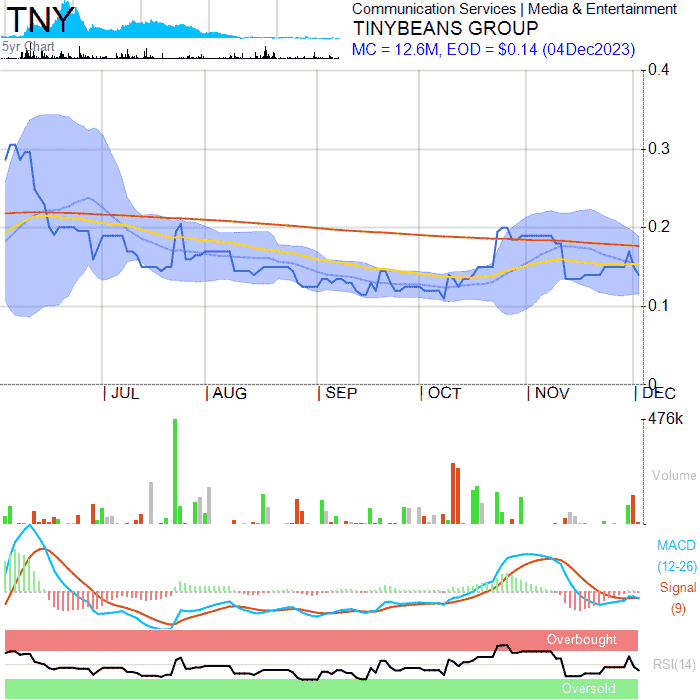 TNY
5yr Chart
Communication Services | Media & Entertainment
TINYBEANS GROUP
MC = 12.6M, EOD = $0.14 (04Dec2023)
0.4
0.3
0.2
0.1
0
JUL AUG SEP OCT NOV DEC
476k
Volume
MACD
(12-26)
Signal
(9)
Overbought
RSI(14)
Oversold